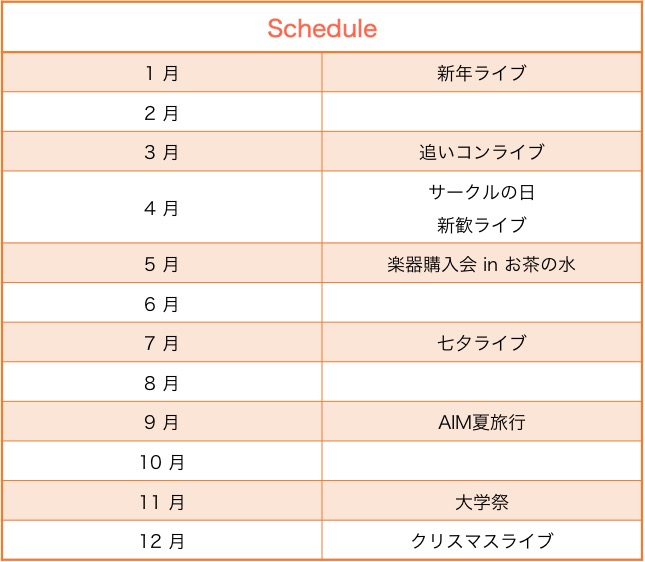 Schedule
1 月 新年ライブ
2 月
3 月 追いコンライブ
4 月 サークルの日
新歓ライブ
5 月 楽器購入会 in お茶の水
6 月
7 月 七夕ライブ
8 月
9 月 AIM夏旅行
10 月
11 月 大学祭
12 月 クリスマスライブ